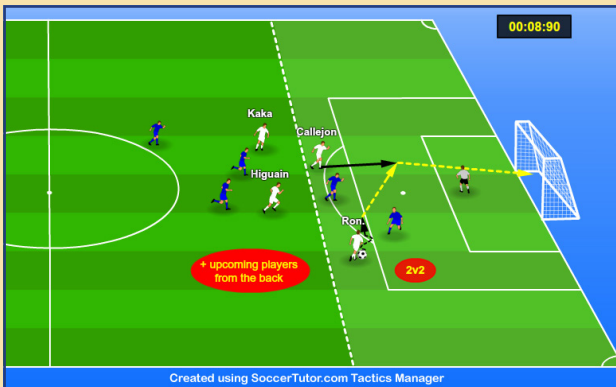 00:08:90
Kaka
Callejon
Higuain
Ron.
+ upcoming players
from the back
2v2
Created using SoccerTutor.com Tactics Manager